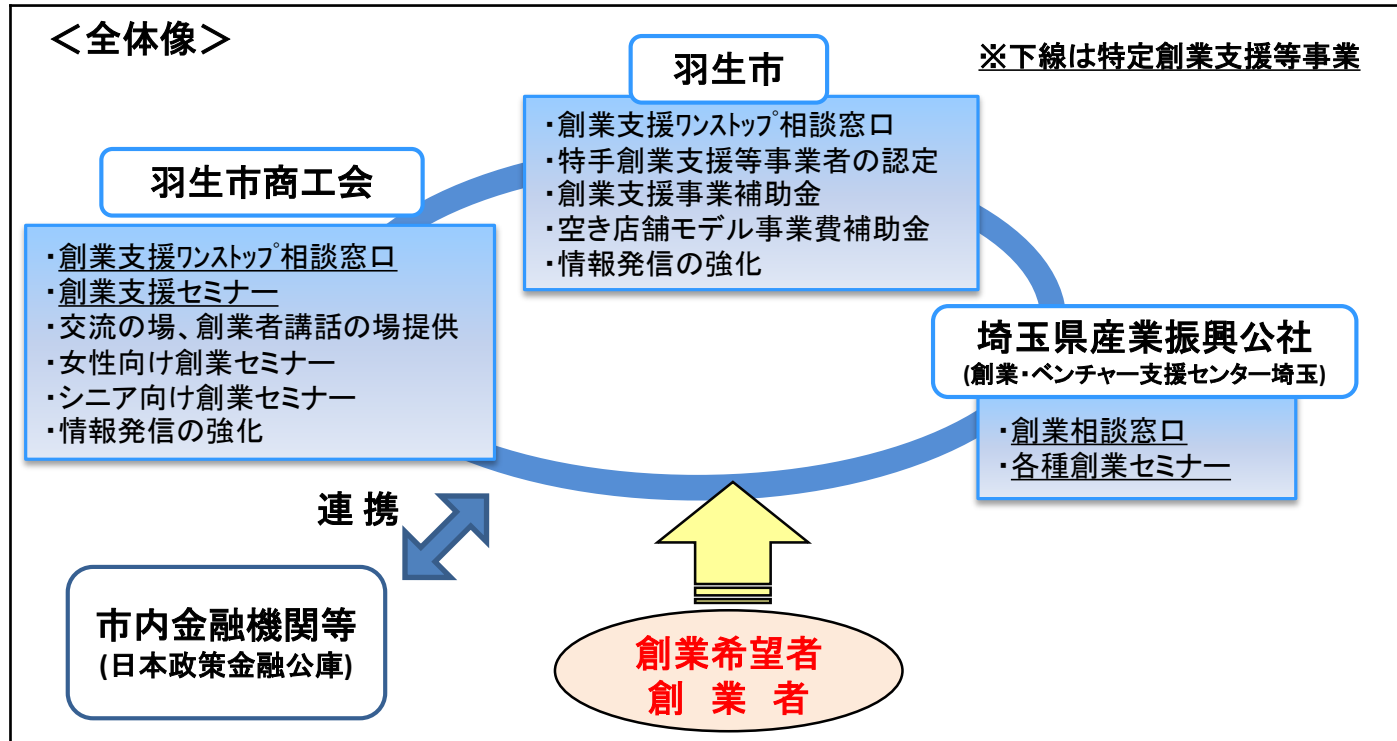 ＜全体像＞
※下線は特定創業支援等事業
羽生市
・創業支援ﾜﾝｽﾄｯﾌﾟ相談窓口
・特手創業支援等事業者の認定
・創業支援事業補助金
・空き店舗モデル事業費補助金
・情報発信の強化
羽生市商工会
・創業支援ﾜﾝｽﾄｯﾌﾟ相談窓口
・創業支援セミナー
・交流の場、創業者講話の場提供
・女性向け創業セミナー
・シニア向け創業セミナー
・情報発信の強化
埼玉県産業振興公社
(創業・ベンチャー支援センター埼玉)
・創業相談窓口
・各種創業セミナー
連 携
市内金融機関等
(日本政策金融公庫)
創業希望者
創 業 者